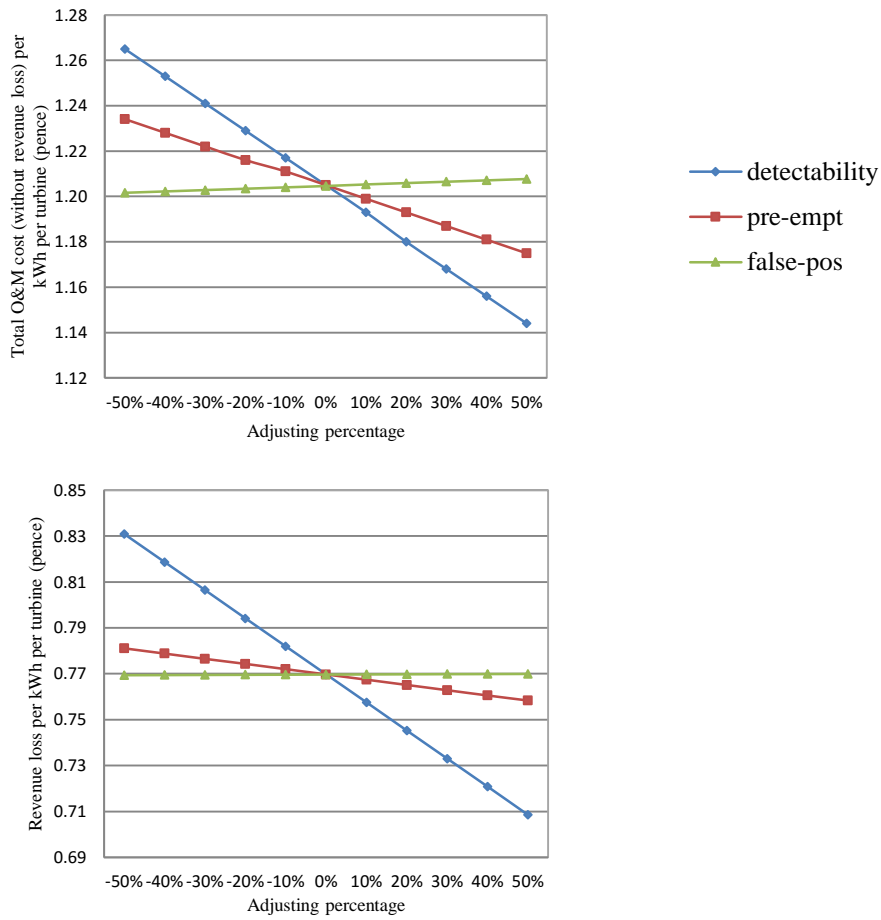 Total O&M cost (without revenue loss) per
kWh per turbine (pence)
1.28
1.26
1.24
1.22
1.20
1.18
1.16
1.14
1.12
-50% -40% -30% -20% -10% 0% 10% 20% 30% 40% 50%
Adjusting percentage
detectability
pre-empt
false-pos
Revenue loss per kWh per turbine (pence)
0.85
0.83
0.81
0.79
0.77
0.75
0.73
0.71
0.69
-50% -40% -30% -20% -10% 0% 10% 20% 30% 40% 50%
Adjusting percentage